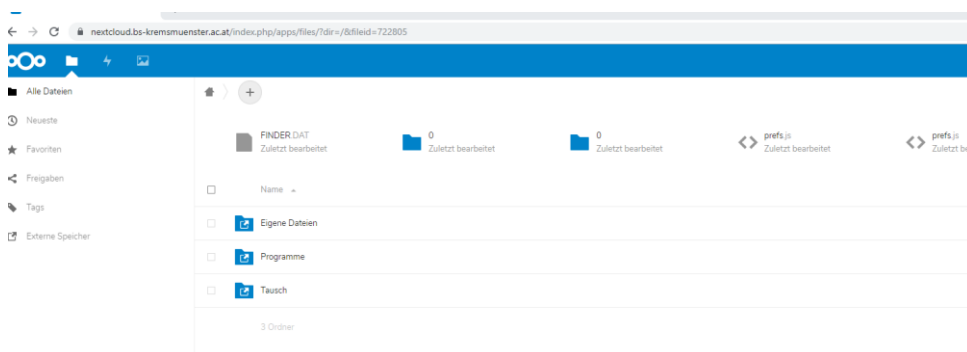 nextcloud.bs-kremsmuenster.ac.at/index.php/apps/files/?dir=/&fileid=722805
Alle Dateien
Neueste
Favoriten
Freigaben
Tags
Externe Speicher
FINDER.DAT
Zuletzt bearbeitet
0
Zuletzt bearbeitet
0
Zuletzt bearbeitet
prefs.js
Zuletzt bearbeitet
prefs.js
Zuletzt be
Name
Eigene Dateien
Programme
Tausch
3 Ordner